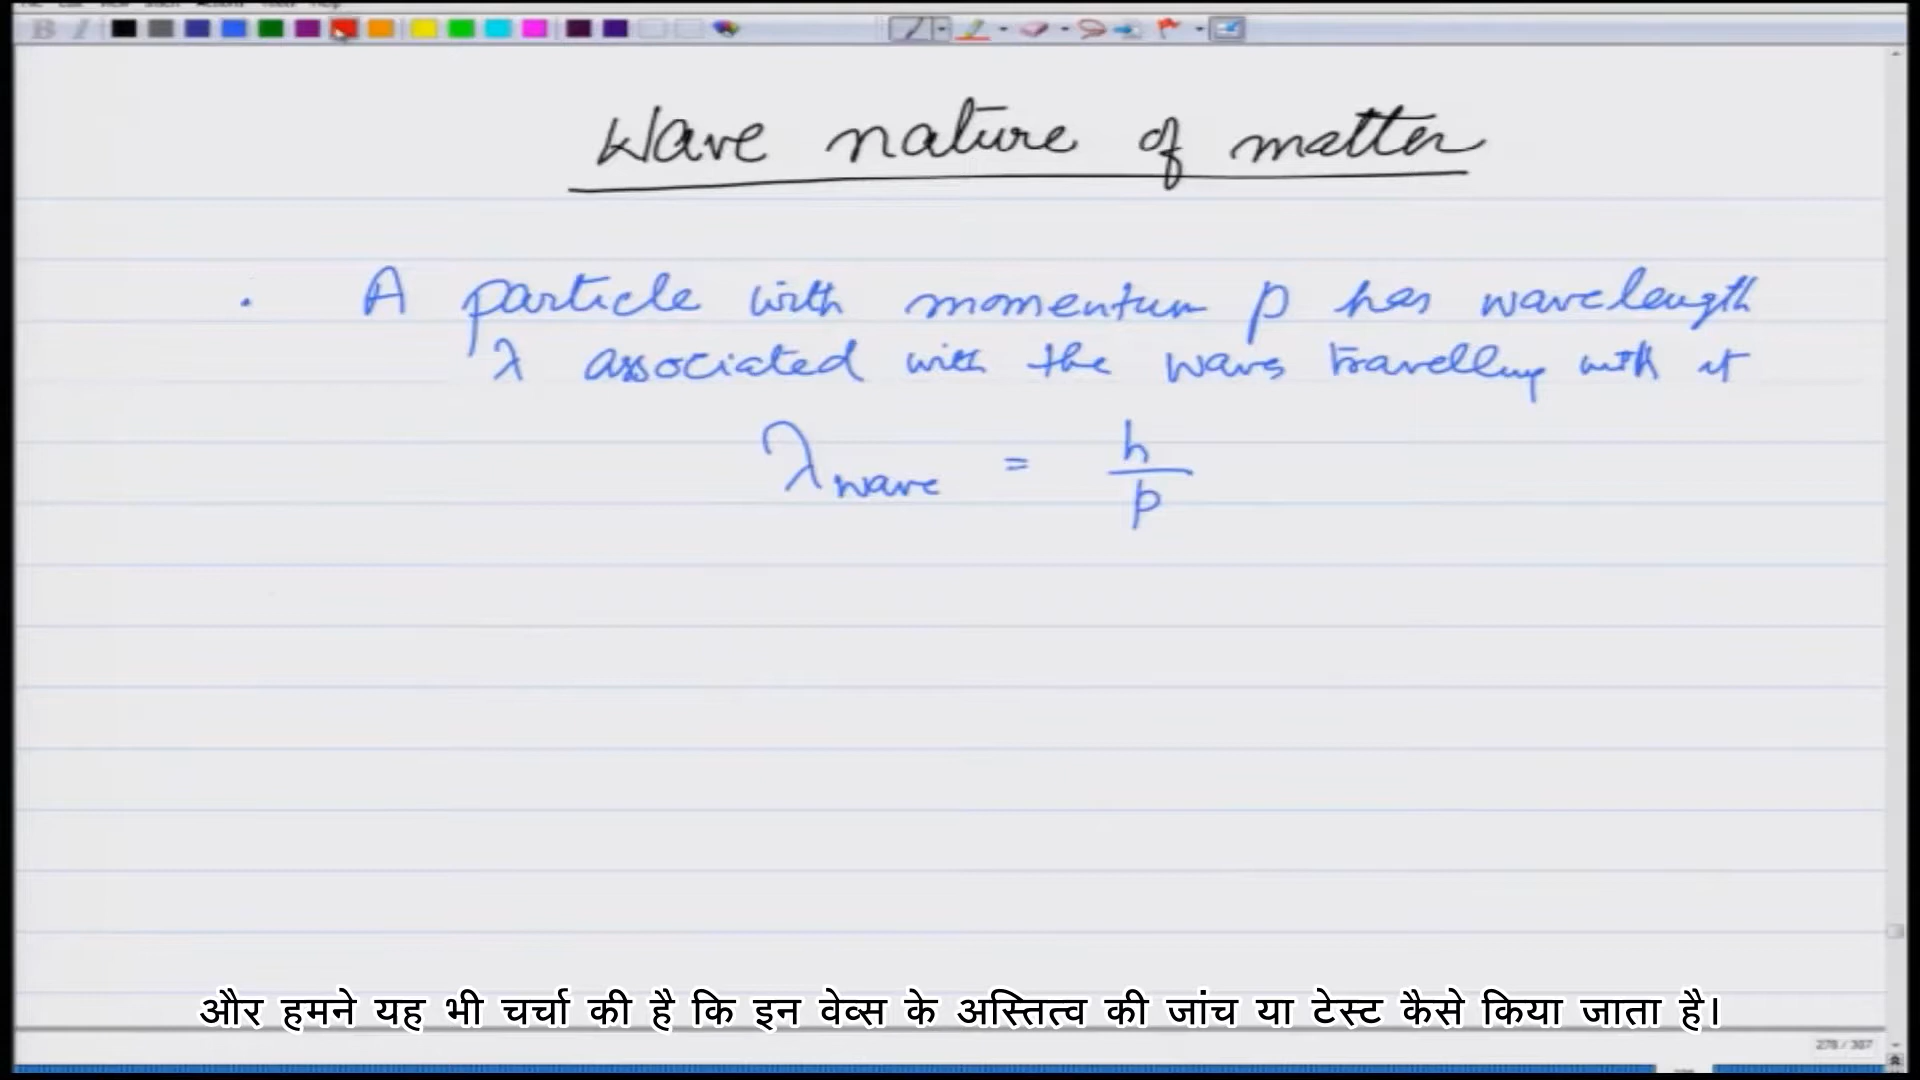 Wave nature of matter
. A particle with momentum p has wavelength
λ associated with the wave travelling with it
λ wave = h
p
और हमने यह भी चर्चा की है कि इन वेव्स के अस्तित्व की जांच या टेस्ट कैसे किया जाता है।